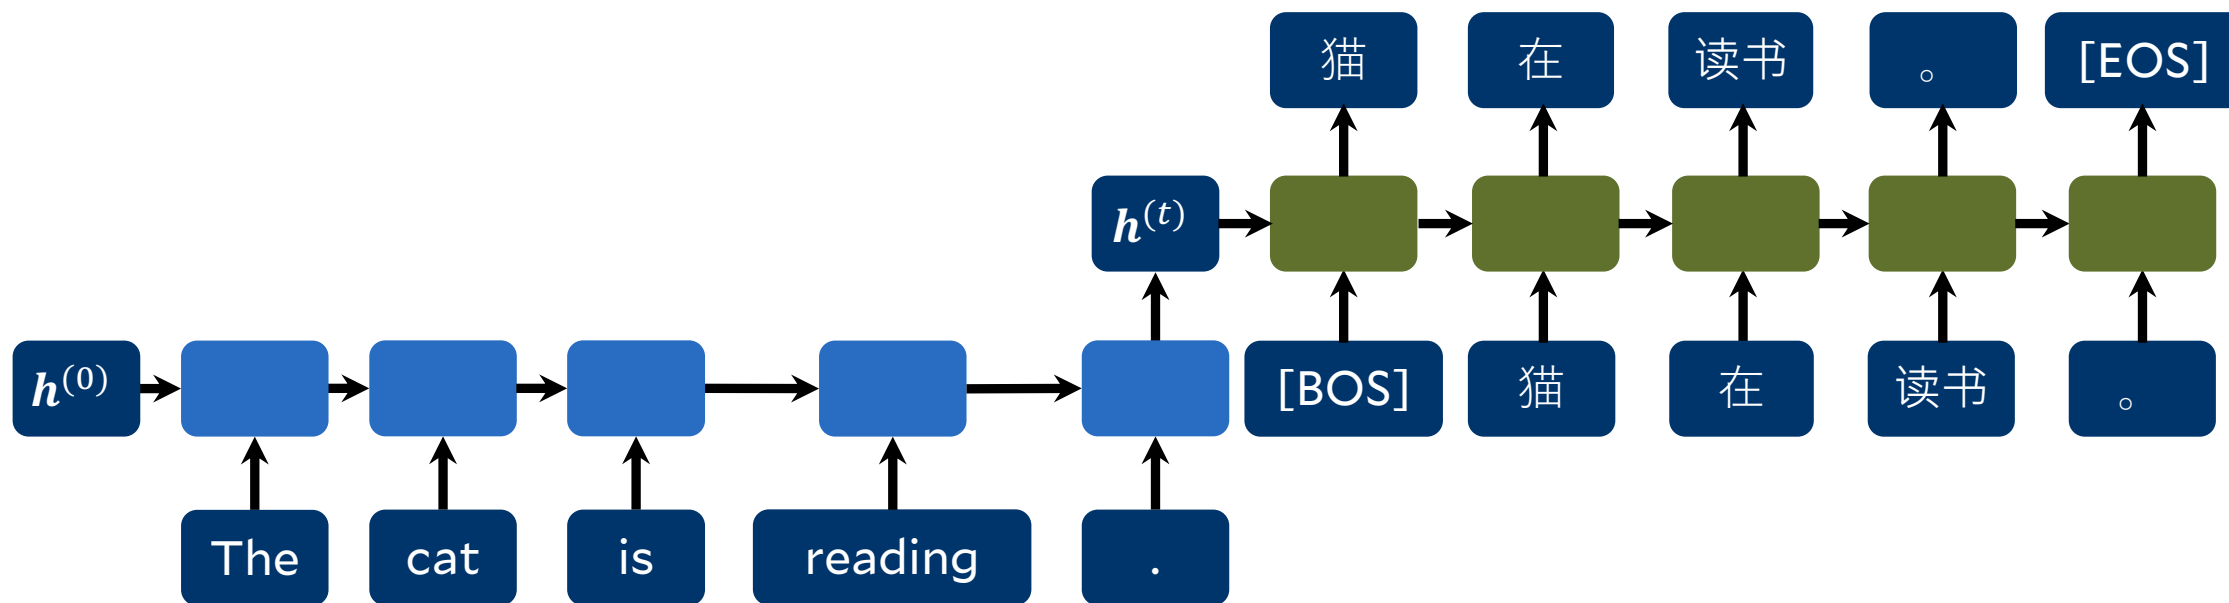 猫 在 读书 。 [EOS]
h^(t)
h^(0) [BOS] 猫 在 读书 。
The cat is reading .